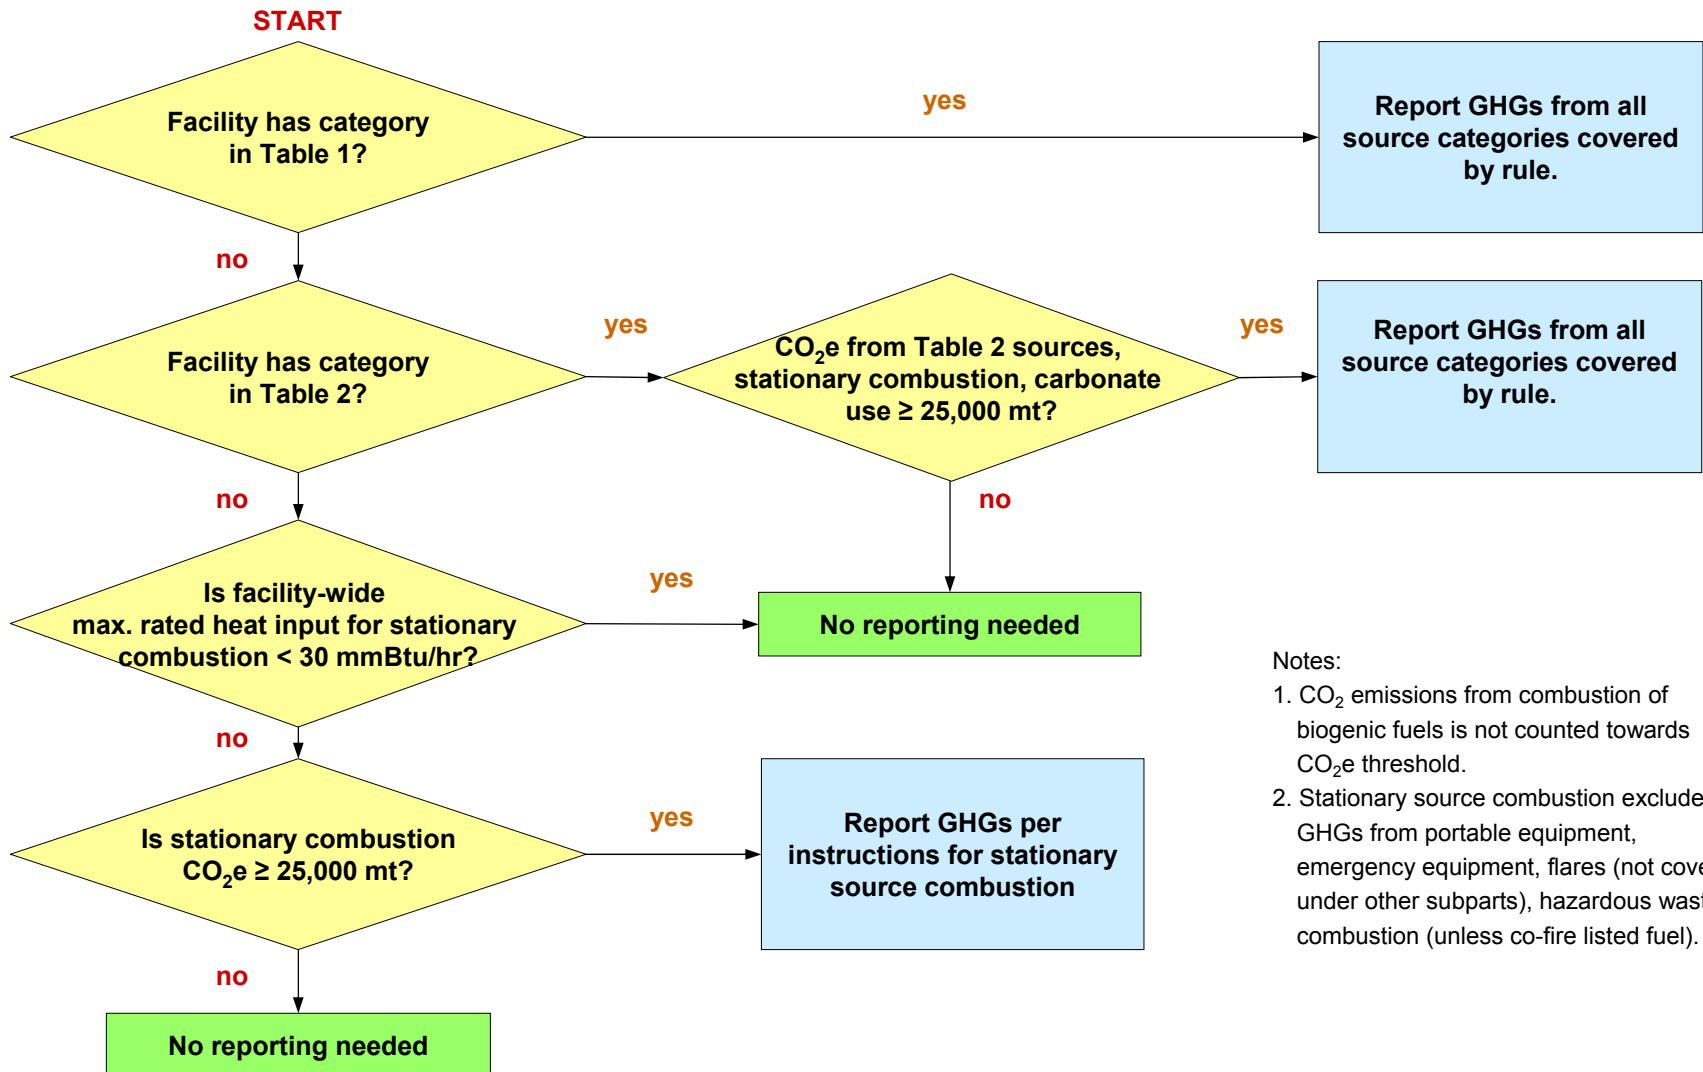 START
Facility has category
in Table 1?
yes
Report GHGs from all
source categories covered
by rule.
no
Facility has category
in Table 2?
yes
CO₂e from Table 2 sources,
stationary combustion, carbonate
use ≥ 25,000 mt?
yes
Report GHGs from all
source categories covered
by rule.
no
no
Is facility-wide
max. rated heat input for stationary
combustion < 30 mmBtu/hr?
yes
No reporting needed
no
Is stationary combustion
CO₂e ≥ 25,000 mt?
yes
Report GHGs per
instructions for stationary
source combustion
no
No reporting needed
Notes:
1. CO₂ emissions from combustion of
biogenic fuels is not counted towards
CO₂e threshold.
2. Stationary source combustion exclude
GHGs from portable equipment,
emergency equipment, flares (not cove
under other subparts), hazardous wast
combustion (unless co-fire listed fuel).